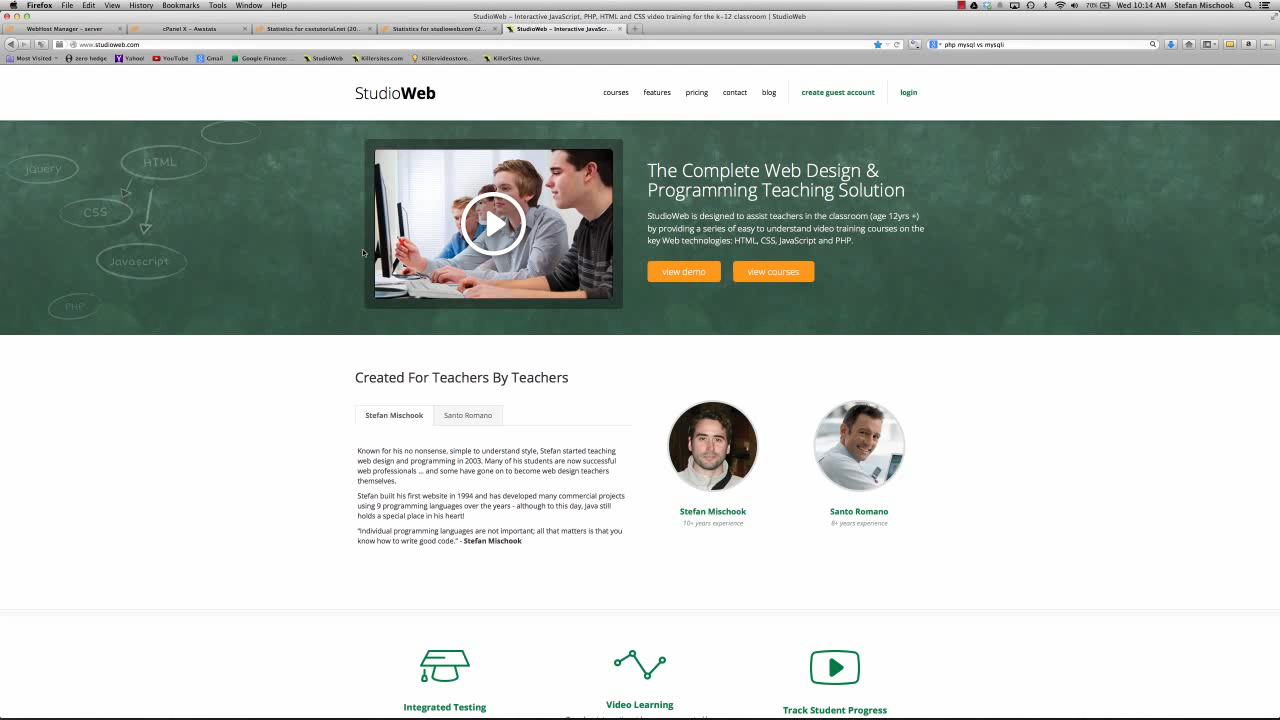 Firefox File Edit View History Bookmarks Tools Window Help
70% Wed 10:14 AM Stefan Mischook
StudioWeb – Interactive JavaScript, PHP, HTML and CSS video training for the k-12 classroom | StudioWeb
WebHost Manager – server
cPanel X – Awstats
Statistics for csstutorial.net (20...
Statistics for studioweb.com (2...
StudioWeb – Interactive JavaScr...
www.studioweb.com
php mysql vs mysqli
Most Visited
zero hedge
Yahoo!
YouTube
Gmail
Google Finance: ...
StudioWeb
Killersites.com
Killervideostore...
KillerSites Unive...
StudioWeb
courses features pricing contact blog create guest account login
jquery
HTML
CSS
Javascript
PHP
The Complete Web Design &
Programming Teaching Solution
StudioWeb is designed to assist teachers in the classroom (age 12yrs +)
by providing a series of easy to understand video training courses on the
key Web technologies: HTML, CSS, JavaScript and PHP.
view demo
view courses
Created For Teachers By Teachers
Stefan Mischook
Santo Romano
Known for his no nonsense, simple to understand style, Stefan started teaching
web design and programming in 2003. Many of his students are now successful
web professionals ... and some have gone on to become web design teachers
themselves.
Stefan built his first website in 1994 and has developed many commercial projects
using 9 programming languages over the years - although to this day, Java still
holds a special place in his heart!
"Individual programming languages are not important; all that matters is that you
know how to write good code." - Stefan Mischook
Stefan Mischook
10+ years experience
Santo Romano
8+ years experience
Integrated Testing
Video Learning
Track Student Progress